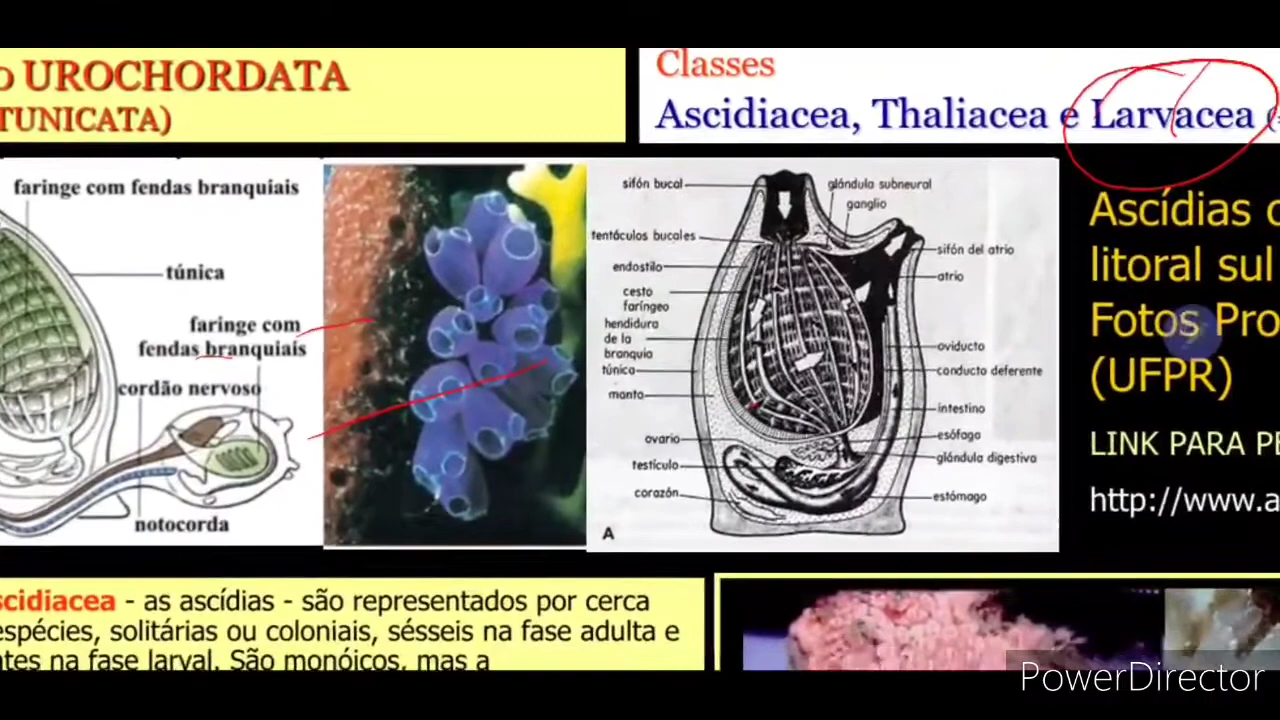 O UROCHORDATA
TUNICATA)
Classes
Ascidiacea, Thaliacea e Larvacea (
faringe com fendas branquiais
túnica
faringe com
fendas branquiais
cordão nervoso
notocorda
sifón bucal
tentáculos bucales
endostilo
cesto
faríngeo
hendidura
de la
branquia
túnica
manto
ovario
testículo
corazón
A
glándula subneural
ganglio
sifón del atrio
atrio
oviducto
conducto deferente
intestino
esófago
glándula digestiva
estómago
Ascídias
litoral sul
Fotos Pro
(UFPR)
LINK PARA PE
http://www.a
scidiacea - as ascídias - são representados por cerca
espécies, solitárias ou coloniais, sésseis na fase adulta e
ntes na fase larval. São monóicos, mas a
PowerDirector